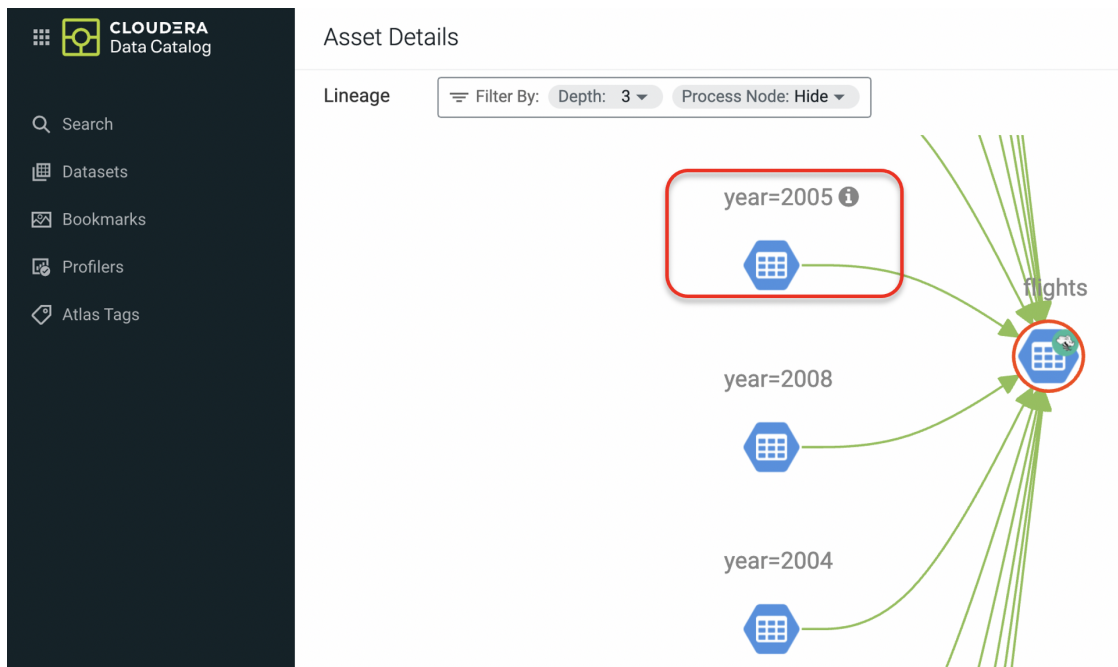 CLOUDERA
Data Catalog
Asset Details
Lineage
Filter By: Depth: 3 Process Node: Hide
Search
Datasets
Bookmarks
Profilers
Atlas Tags
year=2005
flights
year=2008
year=2004